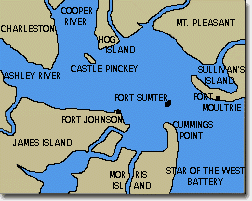 COOPER
RIVER
MT. PLEASANT
CHARLESTON
HOG
ISLAND
CASTLE PINCKEY
SULLIVAN'S
ISLAND
ASHLEY RIVER
FORT SUMTER
FORT
MOULTRIE
FORT JOHNSON
CUMMINGS
POINT
JAMES ISLAND
MORRIS
ISLAND
STAR OF THE WEST
BATTERY